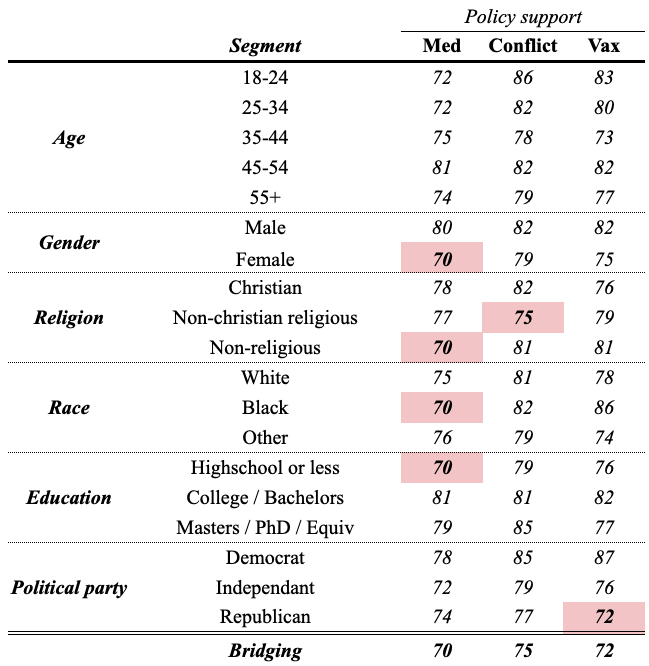 Policy support
Segment Med Conflict Vax
18-24 72 86 83
25-34 72 82 80
Age 35-44 75 78 73
45-54 81 82 82
55+ 74 79 77
Male 80 82 82
Gender
Female 70 79 75
Christian 78 82 76
Religion Non-christian religious 77 75 79
Non-religious 70 81 81
White 75 81 78
Race Black 70 82 86
Other 76 79 74
Highschool or less 70 79 76
Education College / Bachelors 81 81 82
Masters / PhD / Equiv 79 85 77
Democrat 78 85 87
Political party Independant 72 79 76
Republican 74 77 72
Bridging 70 75 72